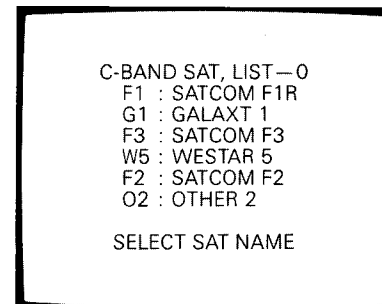 C-BAND SAT, LIST—0
F1 : SATCOM F1R
G1 : GALAXT 1
F3 : SATCOM F3
W5 : WESTAR 5
F2 : SATCOM F2
O2 : OTHER 2
SELECT SAT NAME